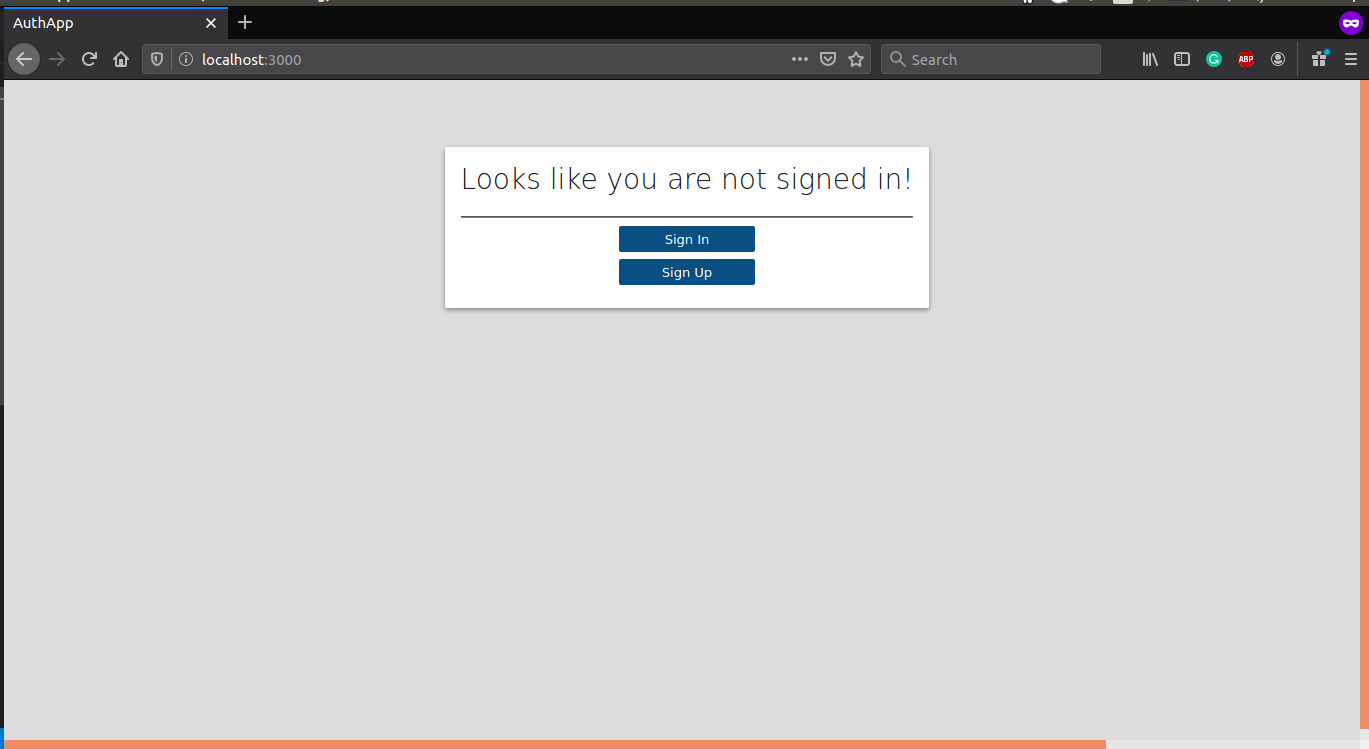 AuthApp
localhost:3000
Search
ABP
Looks like you are not signed in!
Sign In
Sign Up